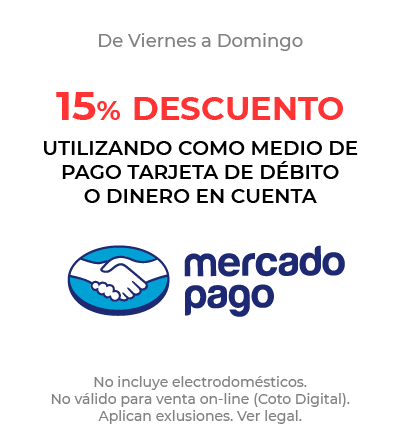 De Viernes a Domingo
15% DESCUENTO
UTILIZANDO COMO MEDIO DE
PAGO TARJETA DE DÉBITO
O DINERO EN CUENTA
mercado
pago
No incluye electrodomésticos.
No válido para venta on-line (Coto Digital).
Aplican exlusiones. Ver legal.